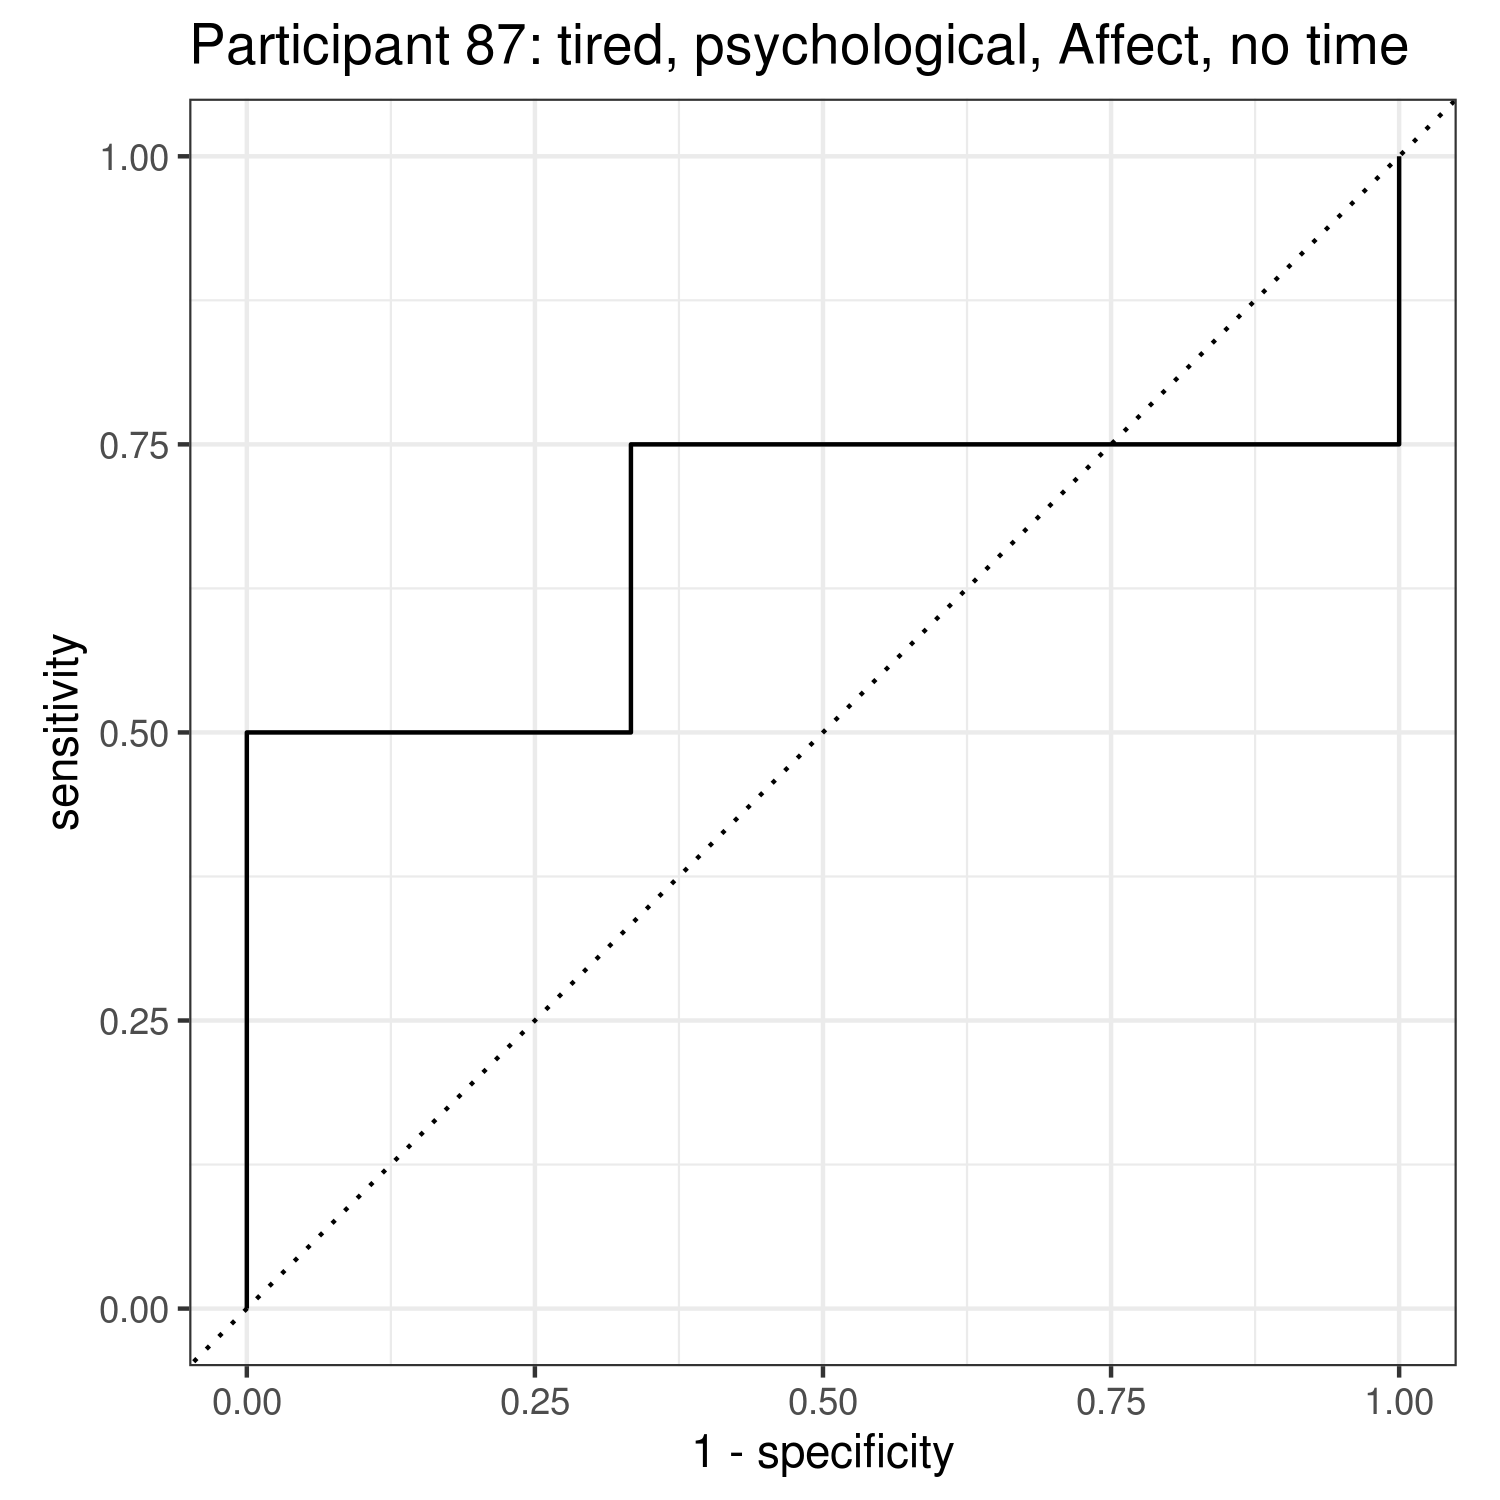 Participant 87: tired, psychological, Affect, no time
1.00
0.75
0.50
0.25
0.00
sensitivity
0.00 0.25 0.50 0.75 1.00
1 - specificity